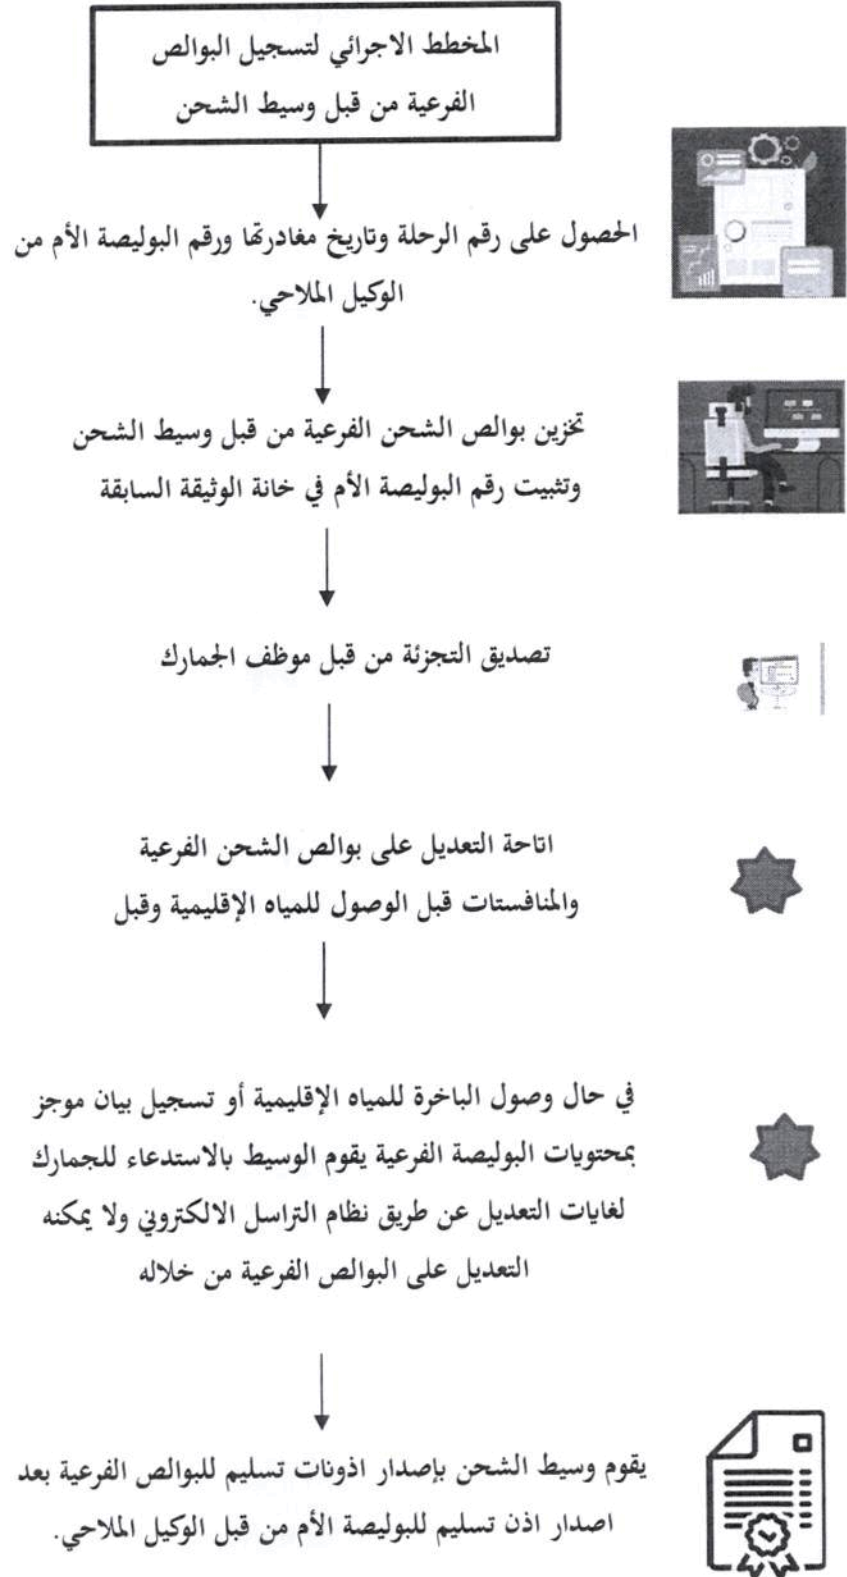 المخطط الاجرائي لتسجيل البوالص
الفرعية من قبل وسيط الشحن
الحصول على رقم الرحلة وتاريخ مغادرتها ورقم البوليصة الأم من
الوكيل الملاحي.
تخزين بوالص الشحن الفرعية من قبل وسيط الشحن
وتثبيت رقم البوليصة الأم في خانة الوثيقة السابقة
تصديق التجزئة من قبل موظف الجمارك
اتاحة التعديل على بوالص الشحن الفرعية
والمنافستات قبل الوصول للمياه الإقليمية وقبل
في حال وصول الباخرة للمياه الإقليمية أو تسجيل بيان موجز
بمحتويات البوليصة الفرعية يقوم الوسيط بالاستدعاء للجمارك
لغايات التعديل عن طريق نظام التراسل الالكتروني ولا يمكنه
التعديل على البوالص الفرعية من خلاله
يقوم وسيط الشحن بإصدار اذونات تسليم للبوالص الفرعية بعد
اصدار اذن تسليم للبوليصة الأم من قبل الوكيل الملاحي.